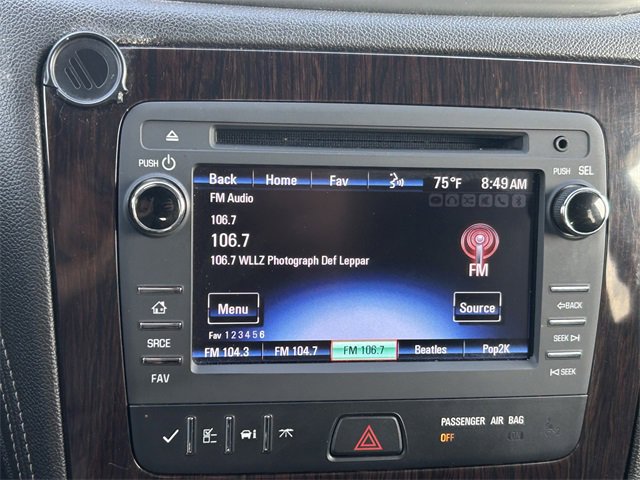 PUSH
PUSH SEL
Back Home Fav 75°F 8:49 AM
FM Audio
106.7
106.7
106.7 WLLZ Photograph Def Leppar
FM
Menu Source
Fav 1 2 3 4 5 6
FM 104.3 FM 104.7 FM 106.7 Beatles Pop2K
SRCE
FAV
BACK
SEEK
SEEK
PASSENGER AIR BAG
OFF ON